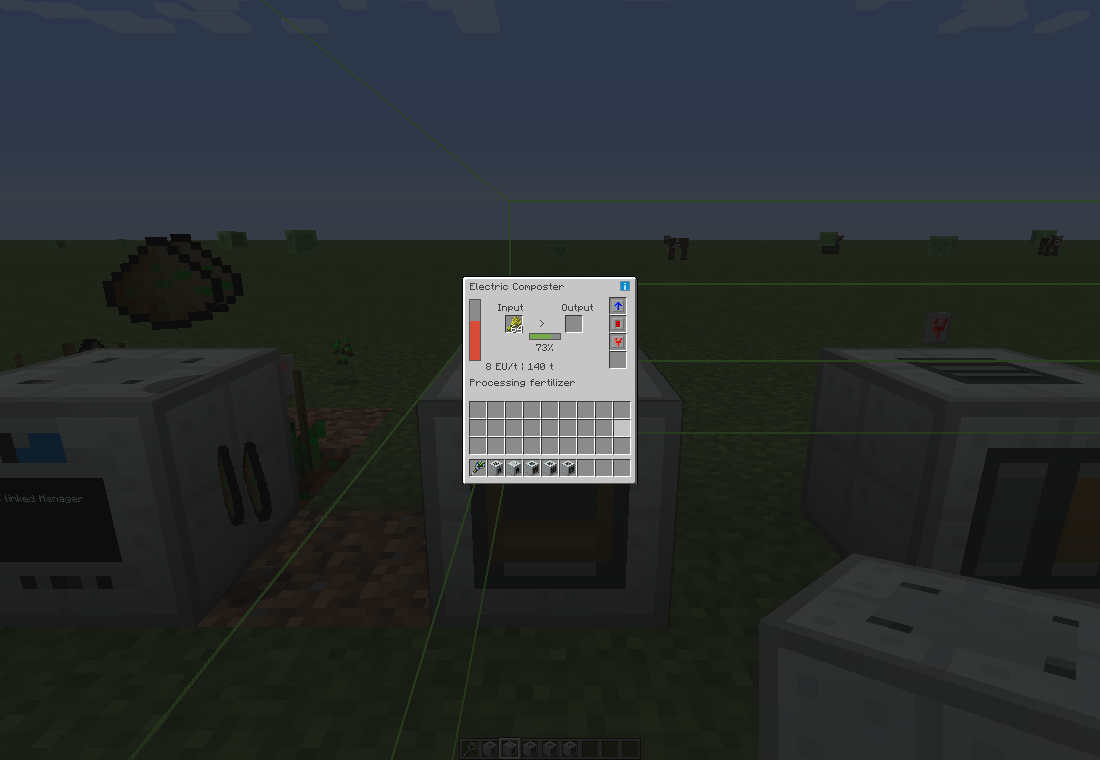 Electric Composter
Input
Output
64
>
73%
8 EU/t | 140 t
Processing fertilizer
linked Manager